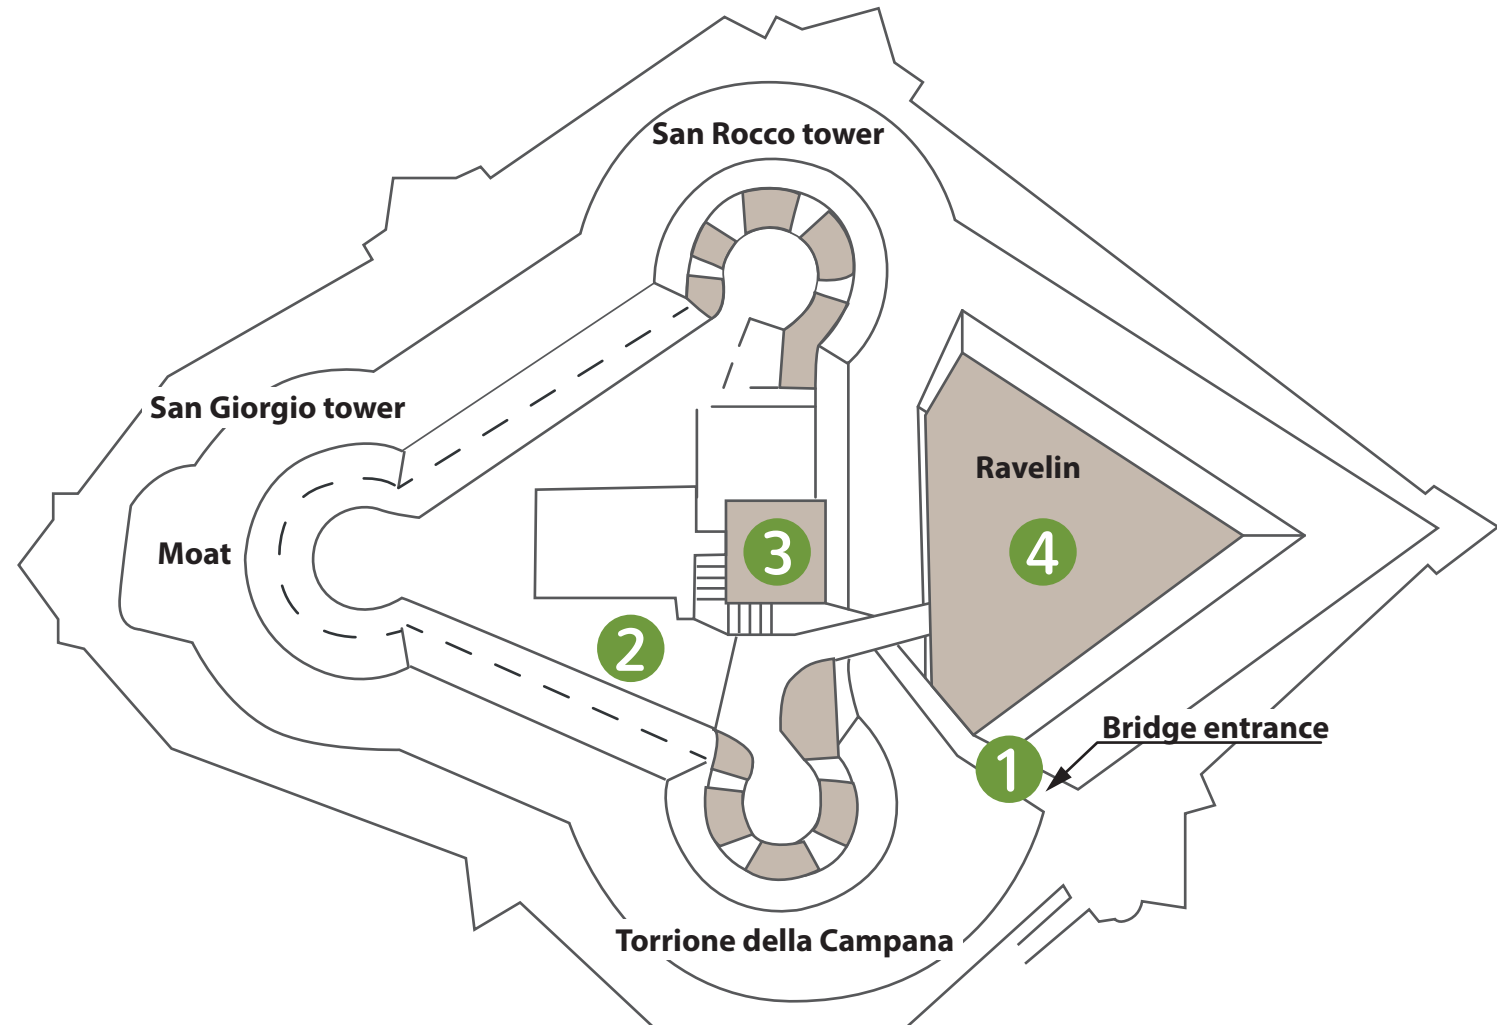 San Rocco tower
San Giorgio tower
Ravelin
3
4
Moat
2
Bridge entrance
1
Torrione della Campana